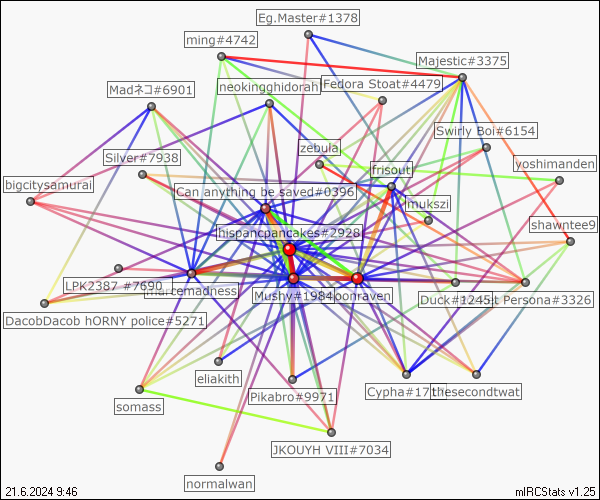 Eg.Master#1378
ming#4742
Majestic#3375
Fedora Stoat#4479
neokingghidorah
Madネコ#6901
Swirly Boi#6154
zebula
Silver#7938
frisout
yoshimanden
bigcitysamurai
Can anything be saved#0396
mukszi
shawntee9
hispancpancakes#2928
LPK2387 #7690
marcemadness
Mushy#1984
oonraven
Duck#1245
t Persona#3326
DacobDacob hORNY police#5271
eliakith
Pikabro#9971
Cypha#17
thesecondtwat
somass
JKOUYH VIII#7034
normalwan
21.6.2024 9:46
mIRCStats v1.25